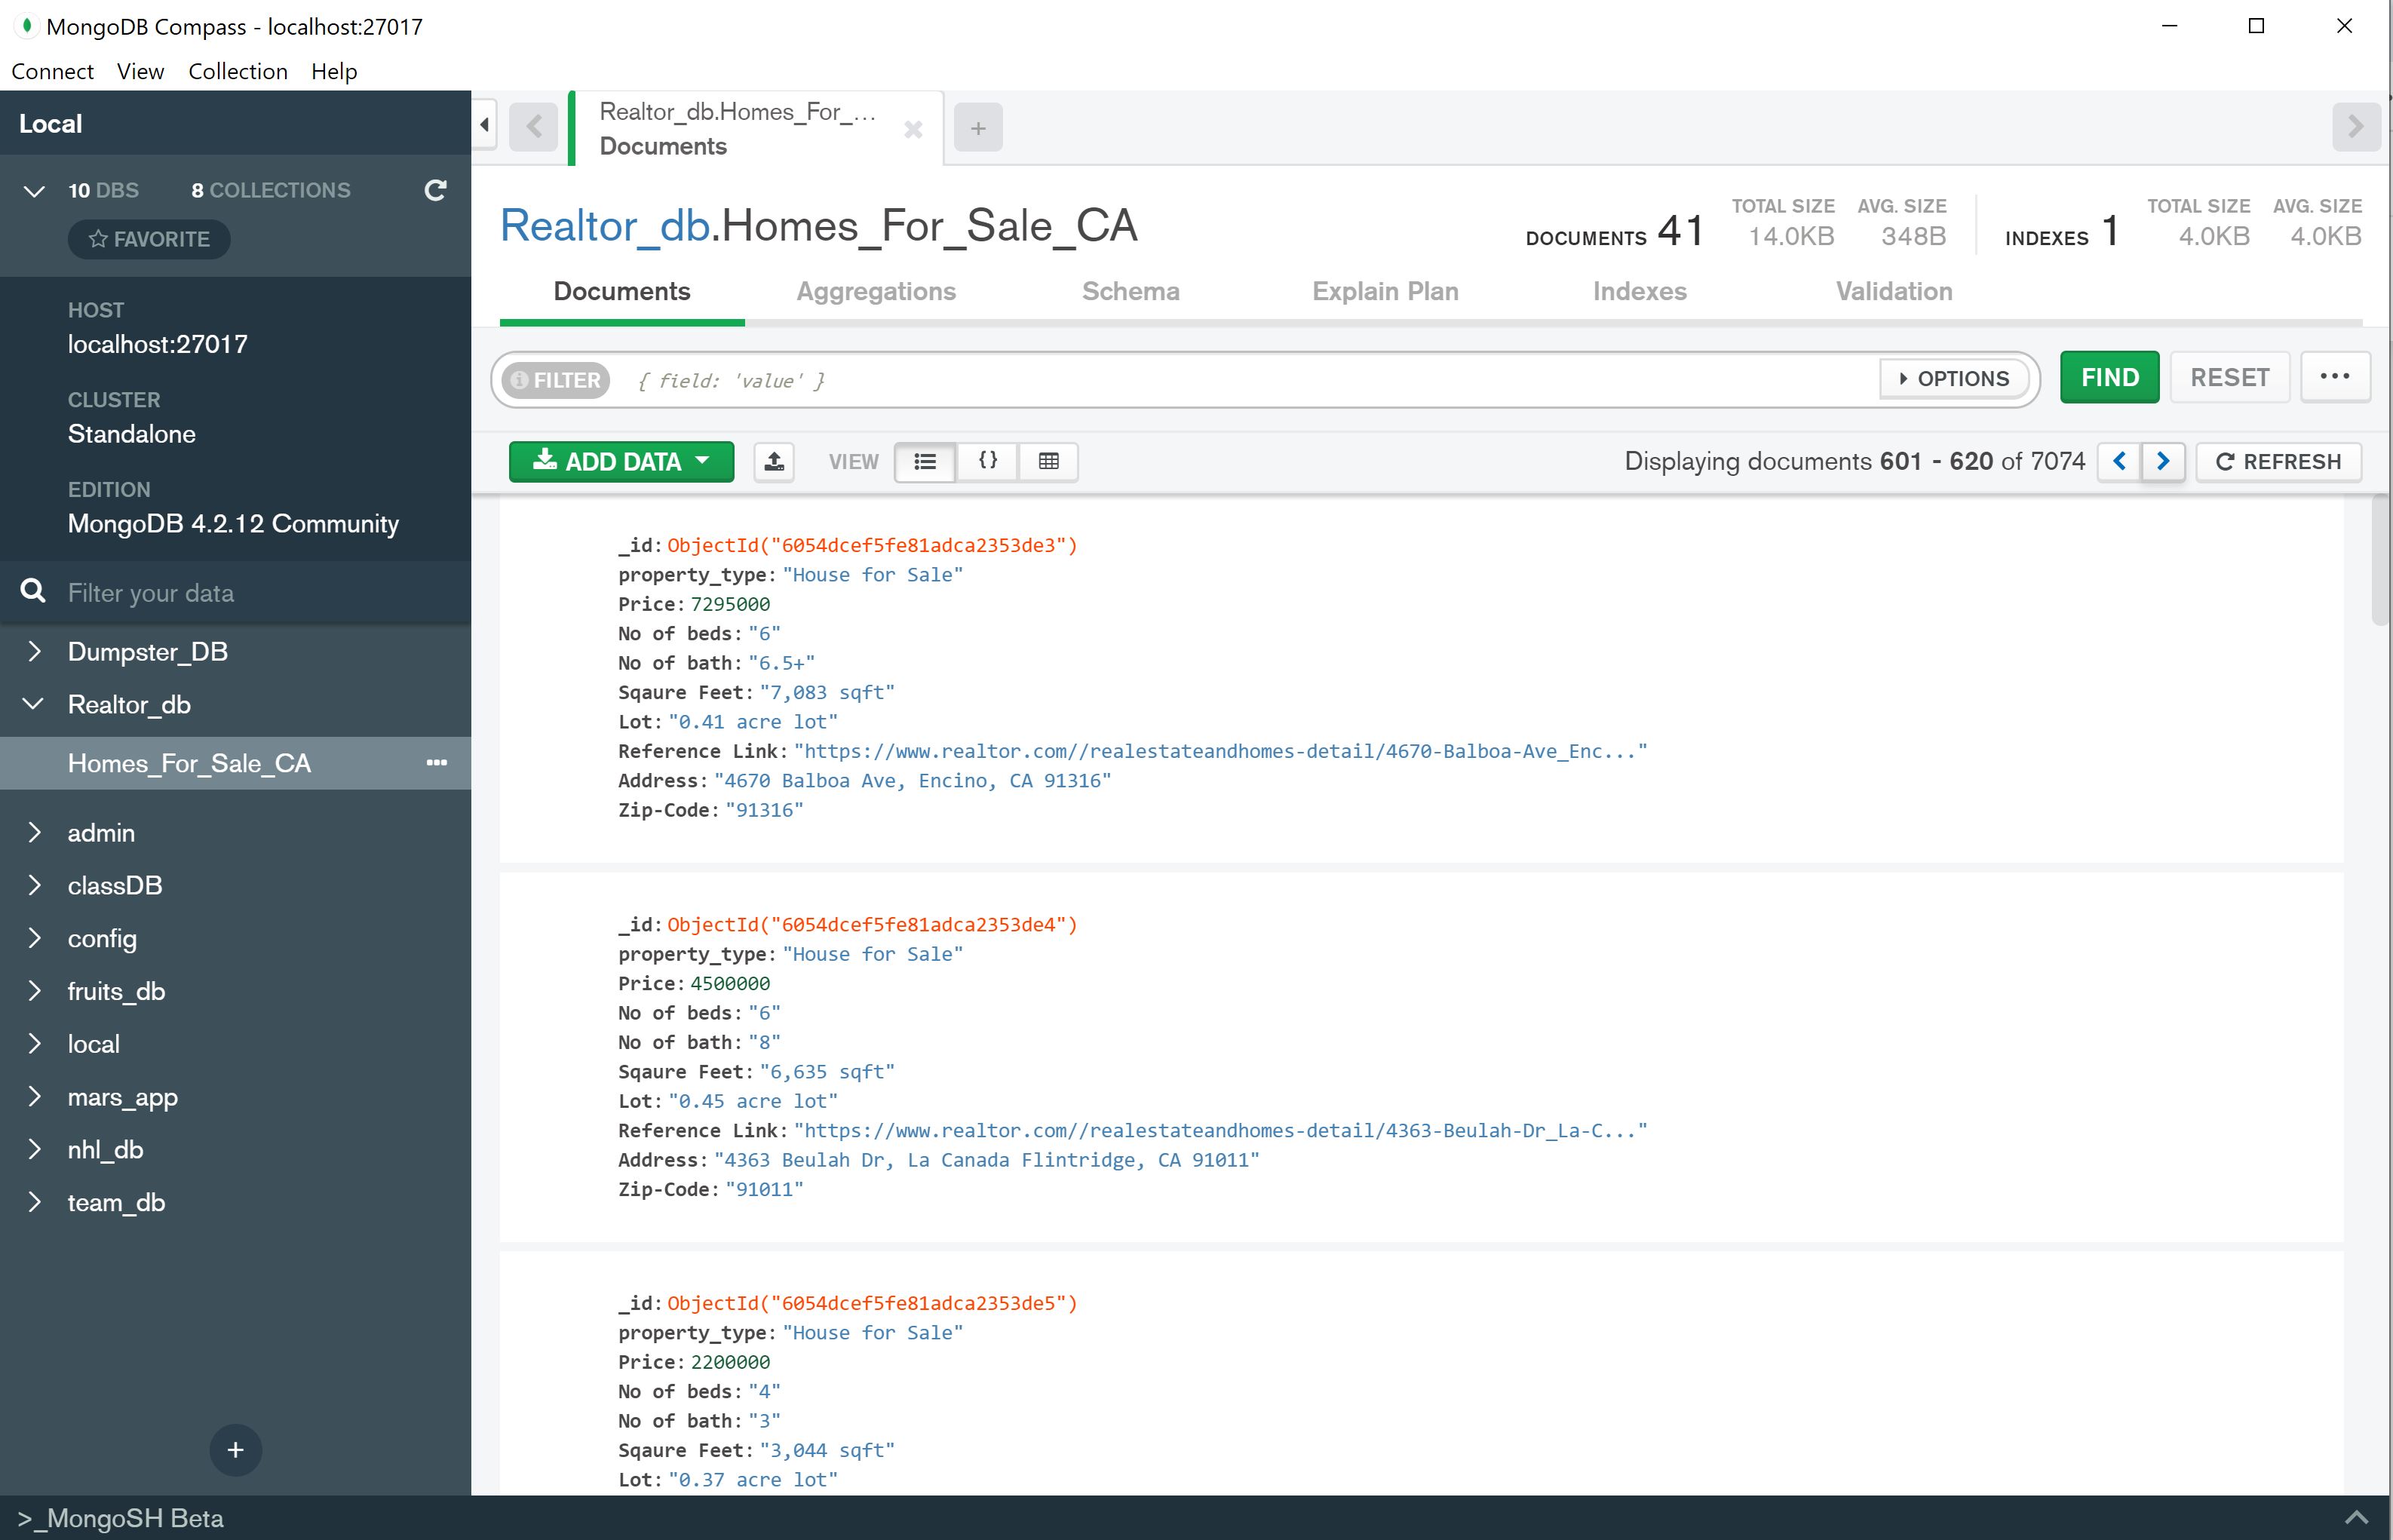 MongoDB Compass - localhost:27017
Connect View Collection Help
Local
10 DBS 8 COLLECTIONS
FAVORITE
HOST
localhost:27017
CLUSTER
Standalone
EDITION
MongoDB 4.2.12 Community
Filter your data
Dumpster_DB
Realtor_db
Homes_For_Sale_CA
admin
classDB
config
fruits_db
local
mars_app
nhl_db
team_db
>_MongoSH Beta
Realtor_db.Homes_For_...
Documents
Realtor_db.Homes_For_Sale_CA
DOCUMENTS 41
TOTAL SIZE
14.0KB
AVG. SIZE
348B
INDEXES 1
TOTAL SIZE
4.0KB
AVG. SIZE
4.0KB
Documents Aggregations Schema Explain Plan Indexes Validation
FILTER { field: 'value' } OPTIONS FIND RESET
ADD DATA VIEW {} Displaying documents 601 - 620 of 7074 REFRESH
_id: ObjectId("6054dcef5fe81adca2353de3")
property_type: "House for Sale"
Price: 7295000
No of beds: "6"
No of bath: "6.5+"
Sqaure Feet: "7,083 sqft"
Lot: "0.41 acre lot"
Reference Link: "https://www.realtor.com//realestateandhomes-detail/4670-Balboa-Ave_Enc..."
Address: "4670 Balboa Ave, Encino, CA 91316"
Zip-Code: "91316"
_id: ObjectId("6054dcef5fe81adca2353de4")
property_type: "House for Sale"
Price: 4500000
No of beds: "6"
No of bath: "8"
Sqaure Feet: "6,635 sqft"
Lot: "0.45 acre lot"
Reference Link: "https://www.realtor.com//realestateandhomes-detail/4363-Beulah-Dr_La-C..."
Address: "4363 Beulah Dr, La Canada Flintridge, CA 91011"
Zip-Code: "91011"
_id: ObjectId("6054dcef5fe81adca2353de5")
property_type: "House for Sale"
Price: 2200000
No of beds: "4"
No of bath: "3"
Sqaure Feet: "3,044 sqft"
Lot: "0.37 acre lot"